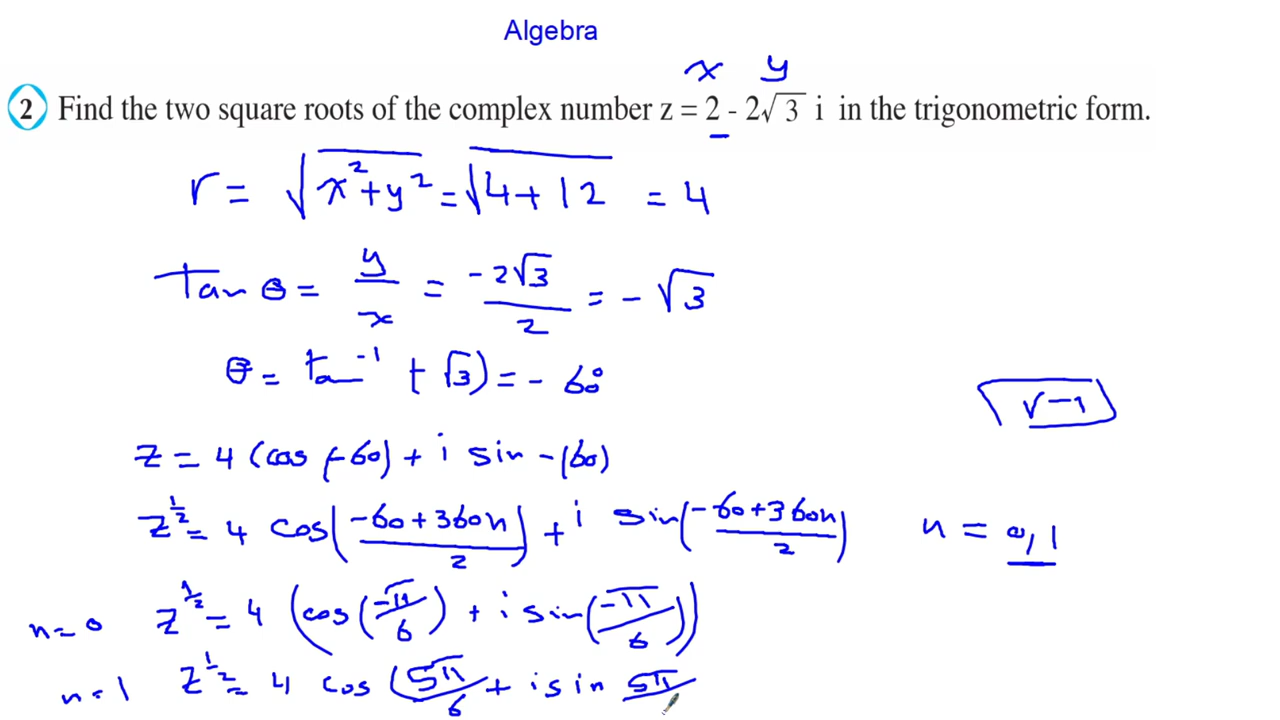 Algebra
x y
2 Find the two square roots of the complex number z = 2 - 2√3 i in the trigonometric form.
r = √(x²+y²) = √(4+12) = 4
Tan θ = y/x = -2√3/2 = -√3
θ = tan⁻¹ (-√3) = - 60°
r-1
z = 4 (cos (-60) + i sin -(60)
z^½ = 4 cos(-60+360n/2) + i sin(-60+360n/2) n = 0,1
n=0 z^½ = 4 (cos(-π/6) + i sin(-π/6))
n=1 z^½ = 4 cos (5π/6 + i sin 5π/